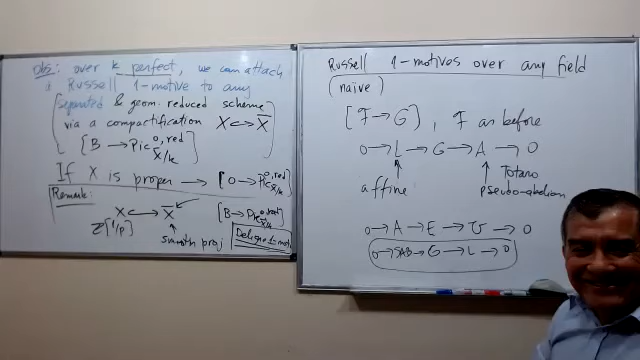 Obs: over k perfect, we can attach
a Russell 1-motive to any
separated & geom. reduced scheme
via a compactification X ↪ X̄
[B → Pic^{0,red}_{X̄/k}]
If X is proper → [0 → Pic^{0,red}_{X/k}]
Remark:
X ↪ X̄ [B → Pic^{0,red}_{X̄/k}]
Z[1/p]
smooth proj
Deligne 1-mot
Russell 1-motives over any field
(naive)
[F → G], F as before
0 → L → G → A → 0
affine
Totaro
pseudo-abelian
0 → A → E → U → 0
0 → SAB → G → L → 0